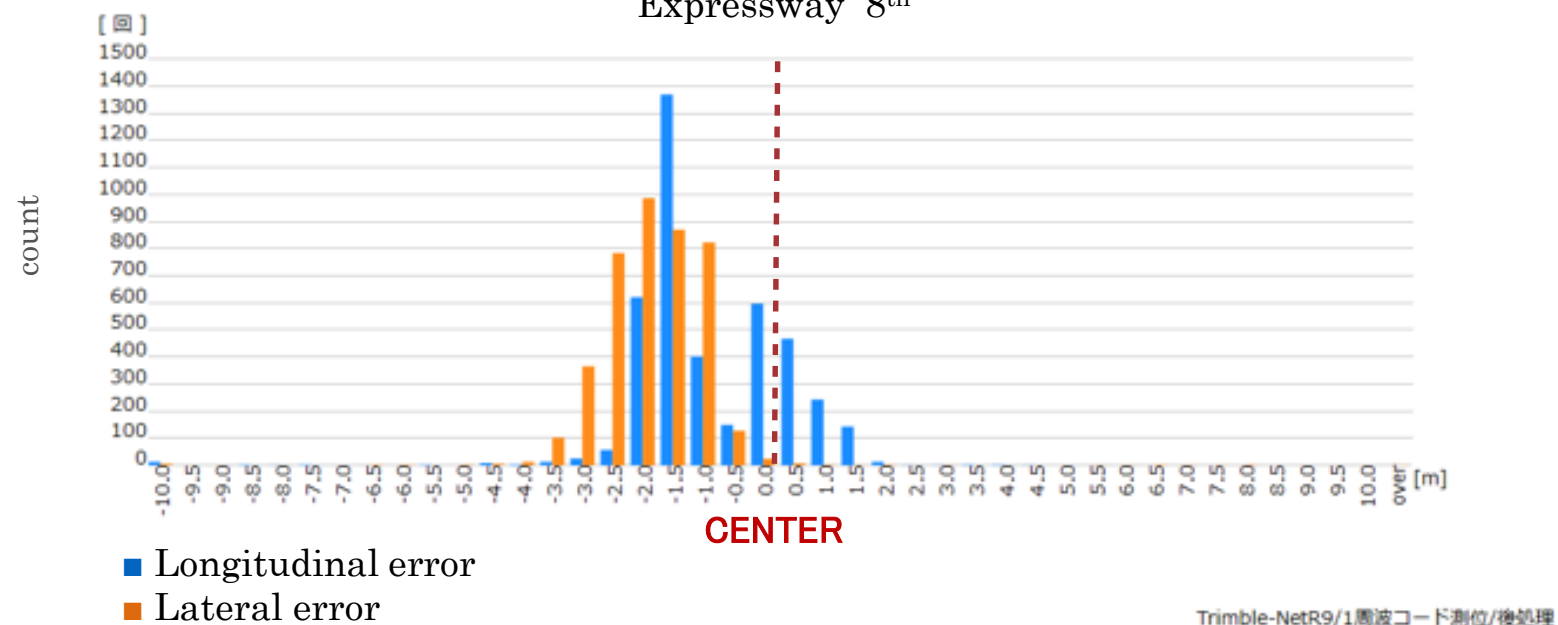 Expressway 8th
[回]
1500
1400
1300
1200
1100
1000
900
800
700
600
500
400
300
200
100
0
count
-10.0 -9.5 -9.0 -8.5 -8.0 -7.5 -7.0 -6.5 -6.0 -5.5 -5.0 -4.5 -4.0 -3.5 -3.0 -2.5 -2.0 -1.5 -1.0 -0.5 0.0 0.5 1.0 1.5 2.0 2.5 3.0 3.5 4.0 4.5 5.0 5.5 6.0 6.5 7.0 7.5 8.0 8.5 9.0 9.5 10.0 over [m]
CENTER
Longitudinal error
Lateral error
Trimble-NetR9/1周波コード測位/後処理